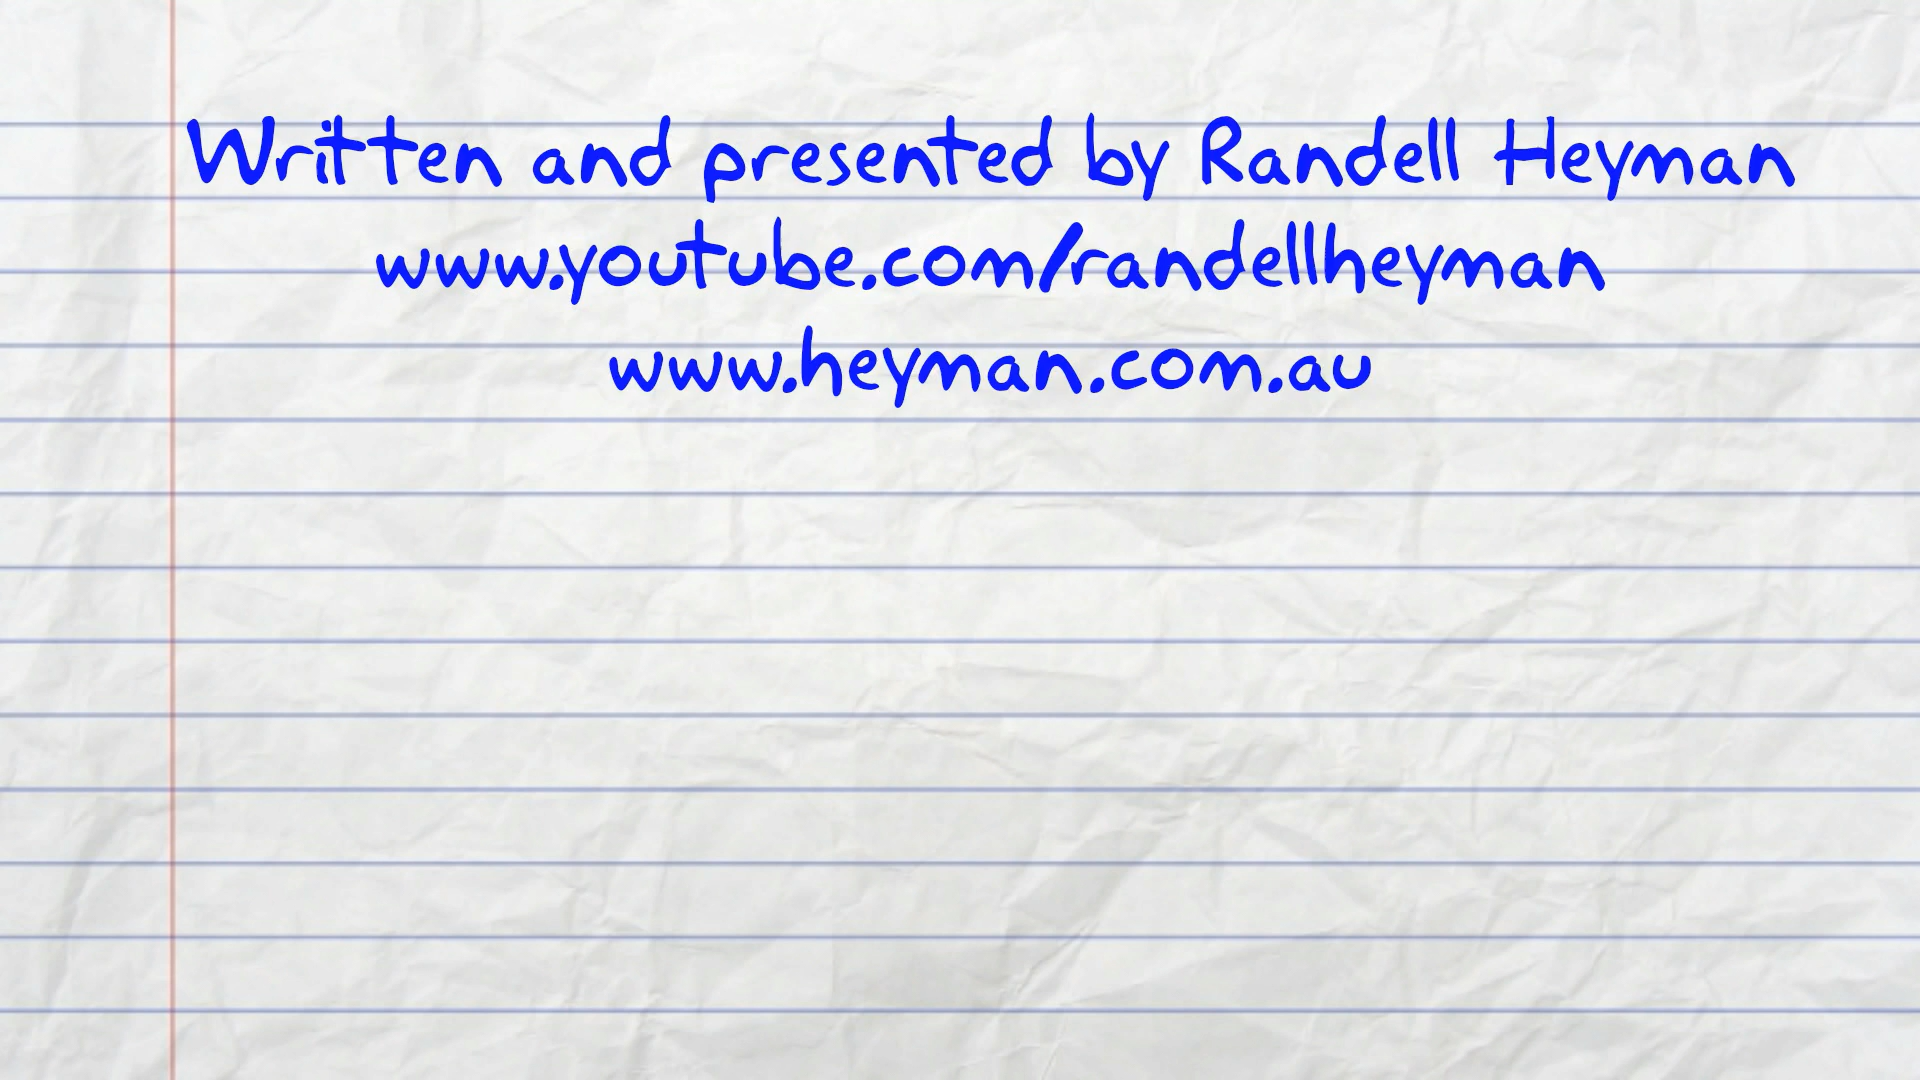 Written and presented by Randell Heyman
www.youtube.com/randellheyman
www.heyman.com.au